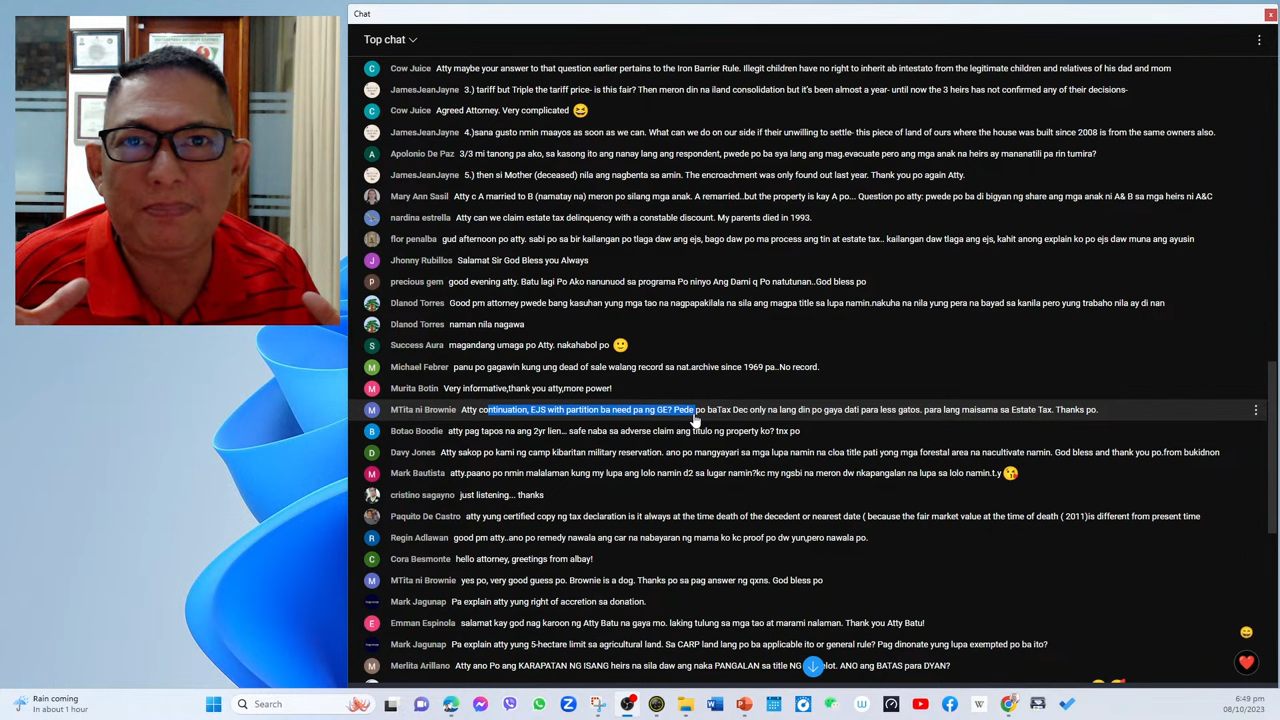 Chat
Top chat
Cow Juice Atty maybe your answer to that question earlier pertains to the Iron Barrier Rule. Illegit children have no right to inherit ab intestato from the legitimate children and relatives of his dad and mom
JamesJeanJayne 3.) tariff but Triple the tariff price- is this fair? Then meron din na iland consolidation but it's been almost a year- until now the 3 heirs has not confirmed any of their decisions-
Cow Juice Agreed Attorney. Very complicated 😆
JamesJeanJayne 4.)sana gusto nmin maayos as soon as we can. What can we do on our side if their unwilling to settle- this piece of land of ours where the house was built since 2008 is from the same owners also.
Apolonio De Paz 3/3 mi tanong pa ako, sa kasong ito ang nanay lang ang respondent, pwede po ba sya lang ang mag.evacuate pero ang mga anak na heirs ay mananatili pa rin tumira?
JamesJeanJayne 5.) then si Mother (deceased) nila ang nagbenta sa amin. The encroachment was only found out last year. Thank you po again Atty.
Mary Ann Sasil Atty c A married to B (namatay na) meron po silang mga anak. A remarried..but the property is kay A po... Question po atty: pwede po ba di bigyan ng share ang mga anak ni A& B sa mga heirs ni A&C
nardina estrella Atty can we claim estate tax delinquency with a constable discount. My parents died in 1993.
flor penalba gud afternoon po atty. sabi po sa bir kailangan po tlaga daw ang ejs, bago daw po ma process ang tin at estate tax.. kailangan daw tlaga ang ejs, kahit anong explain ko po ejs daw muna ang ayusin
Jhonny Rubillos Salamat Sir God Bless you Always
precious gem good evening atty. Batu lagi Po Ako nanunuod sa programa Po ninyo Ang Dami q Po natutunan..God bless po
Dlanod Torres Good pm attorney pwede bang kasuhan yung mga tao na nagpapakilala na sila ang magpa title sa lupa namin.nakuha na nila yung pera na bayad sa kanila pero yung trabaho nila ay di nan
Dlanod Torres naman nila nagawa
Success Aura magandang umaga po Atty. nakahabol po 🙂
Michael Febrer panu po gagawin kung ung dead of sale walang record sa nat.archive since 1969 pa..No record.
Murita Botin Very informative,thank you atty,more power!
MTita ni Brownie Atty continuation, EJS with partition ba need pa ng GE? Pede po baTax Dec only na lang din po gaya dati para less gatos. para lang maisama sa Estate Tax. Thanks po.
Botao Boodie atty pag tapos na ang 2yr lien... safe naba sa adverse claim ang titulo ng property ko? tnx po
Davy Jones Atty sakop po kami ng camp kibaritan military reservation. ano po mangyayari sa mga lupa namin na cloa title pati yong mga forestal area na nacultivate namin. God bless and thank you po.from bukidnon
Mark Bautista atty.paano po nmin malalaman kung my lupa ang lolo namin d2 sa lugar namin?kc my ngsbi na meron dw nkapangalan na lupa sa lolo namin.t.y 😘
cristino sagayno just listening... thanks
Paquito De Castro atty yung certified copy ng tax declaration is it always at the time death of the decedent or nearest date ( because the fair market value at the time of death ( 2011)is different from present time
Regin Adlawan good pm atty..ano po remedy nawala ang car na nabayaran ng mama ko kc proof po dw yun,pero nawala po.
Cora Besmonte hello attorney, greetings from albay!
MTita ni Brownie yes po, very good guess po. Brownie is a dog. Thanks po sa pag answer ng qxns. God bless po
Mark Jagunap Pa explain atty yung right of accretion sa donation.
Emman Espinola salamat kay god nag karoon ng Atty Batu na gaya mo. laking tulung sa mga tao at marami nalaman. Thank you Atty Batu!
Mark Jagunap Pa explain atty yung 5-hectare limit sa agricultural land. Sa CARP land lang po ba applicable ito or general rule? Pag dinonate yung lupa exempted po ba ito?
Merlita Arillano Atty ano Po ang KARAPATAN NG ISANG heirs na sila daw ang naka PANGALAN sa title NG lot. ANO ang BATAS para DYAN?
Rain coming
In about 1 hour
Search
6:49 pm
08/10/2023